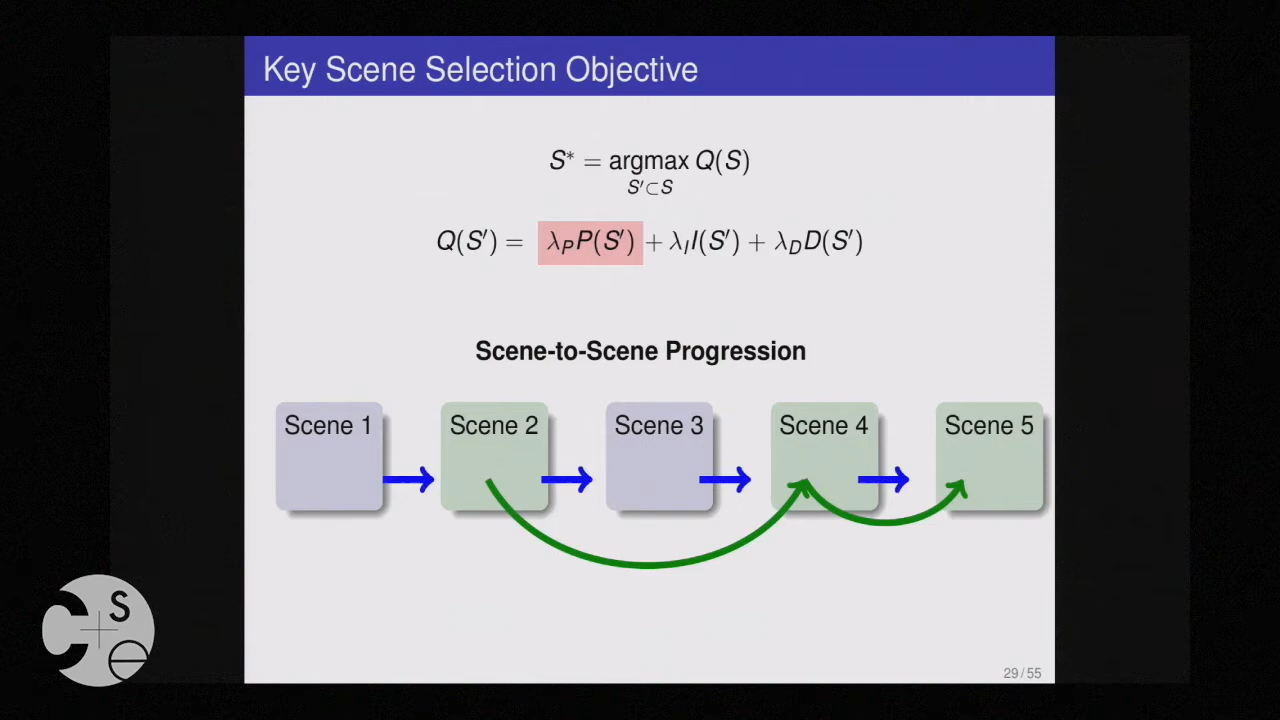 Key Scene Selection Objective
S* = argmax Q(S)
S′⊂S
Q(S′) = λ_P P(S′) + λ_I I(S′) + λ_D D(S′)
Scene-to-Scene Progression
Scene 1 Scene 2 Scene 3 Scene 4 Scene 5
C S e
29 / 55